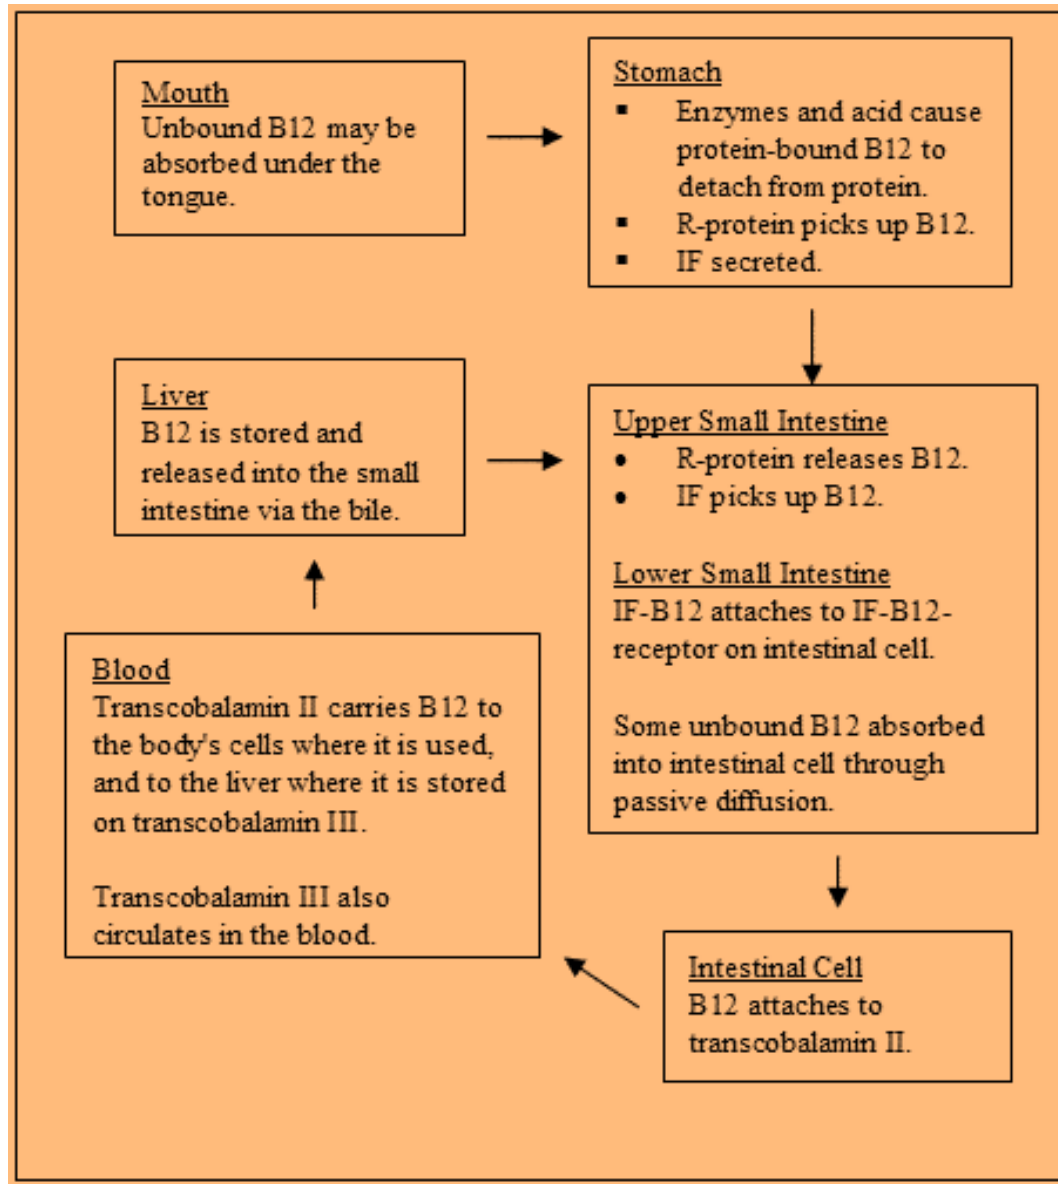 Mouth
Unbound B12 may be
absorbed under the
tongue.
Stomach
▪ Enzymes and acid cause
protein-bound B12 to
detach from protein.
▪ R-protein picks up B12.
▪ IF secreted.
Liver
B12 is stored and
released into the small
intestine via the bile.
Upper Small Intestine
● R-protein releases B12.
● IF picks up B12.
Lower Small Intestine
IF-B12 attaches to IF-B12-
receptor on intestinal cell.
Some unbound B12 absorbed
into intestinal cell through
passive diffusion.
Blood
Transcobalamin II carries B12 to
the body's cells where it is used,
and to the liver where it is stored
on transcobalamin III.
Transcobalamin III also
circulates in the blood.
Intestinal Cell
B12 attaches to
transcobalamin II.